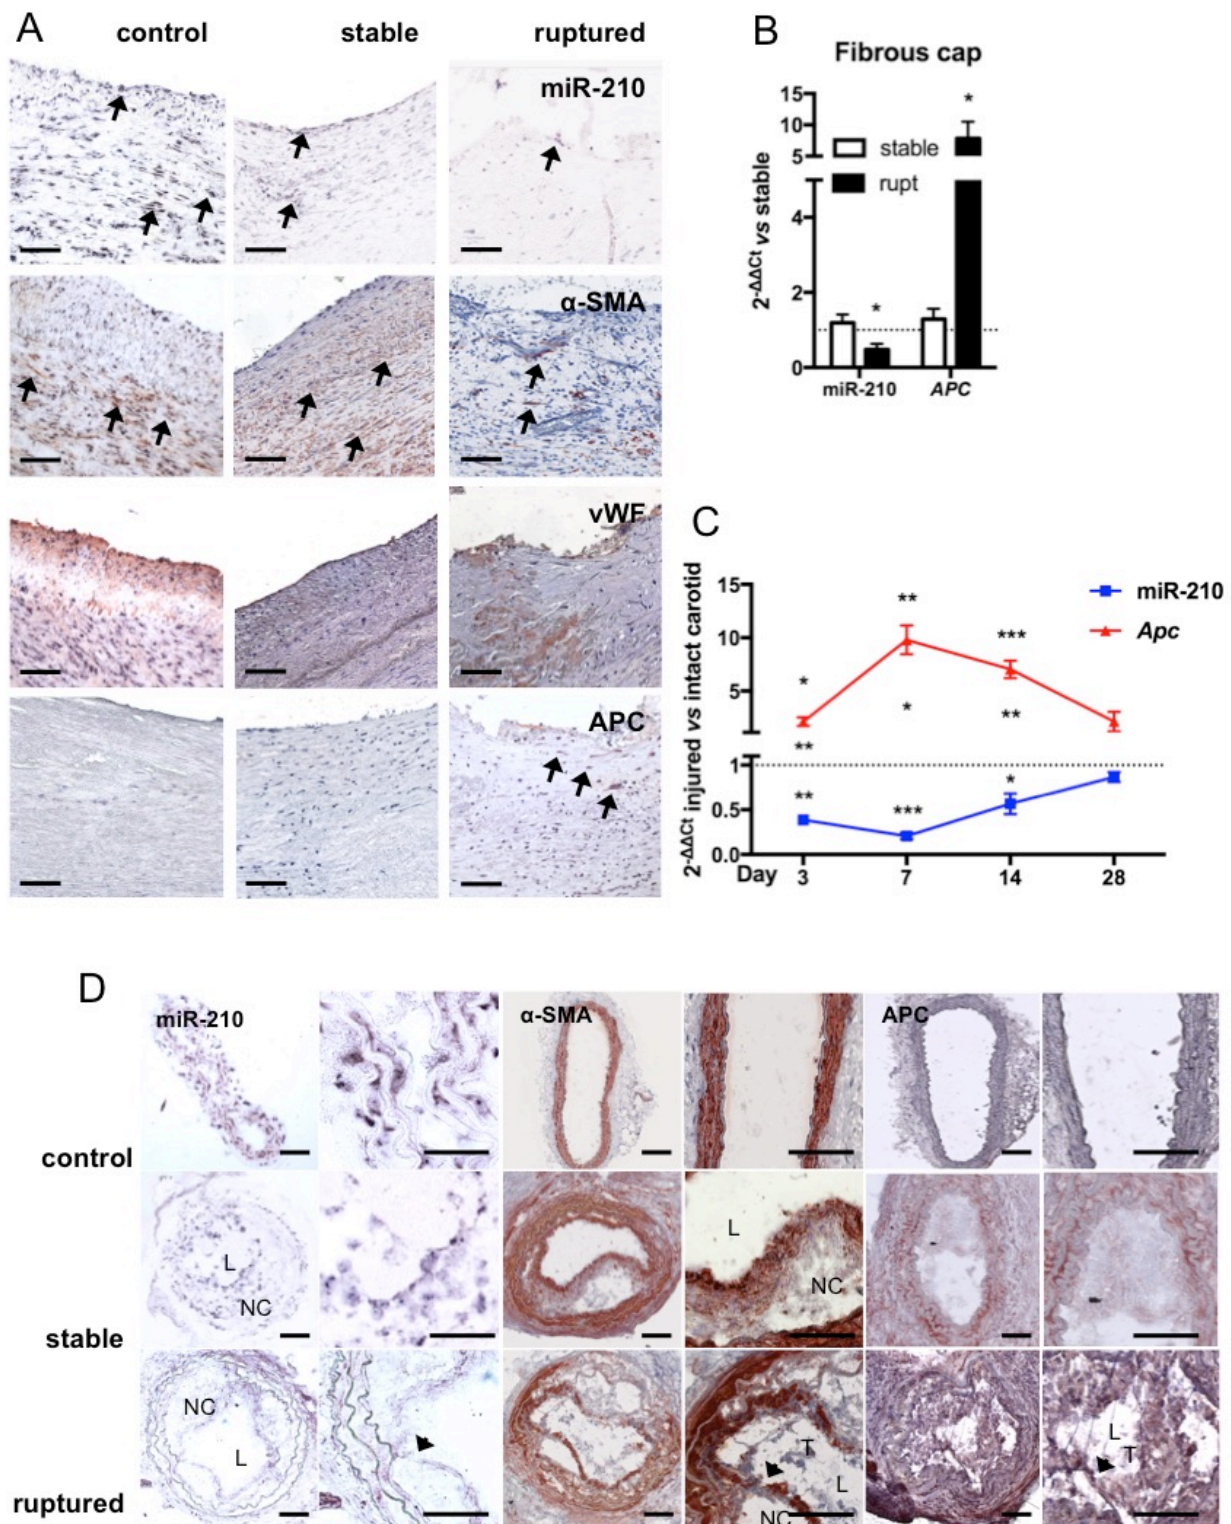 A
control stable ruptured
miR-210
α-SMA
vWF
APC
B
Fibrous cap
2-ΔΔCt vs stable
15
10
5
4
2
0
stable
rupt
*
*
miR-210 APC
C
2-ΔΔCt injured vs intact carotid
15
10
5
1
0.5
0.0
miR-210
Apc
*
**
***
*
**
**
**
***
*
Day 3 7 14 28
D
miR-210 α-SMA APC
control
L
NC
L
NC
stable
NC
L
T
L
NC
L
T
ruptured